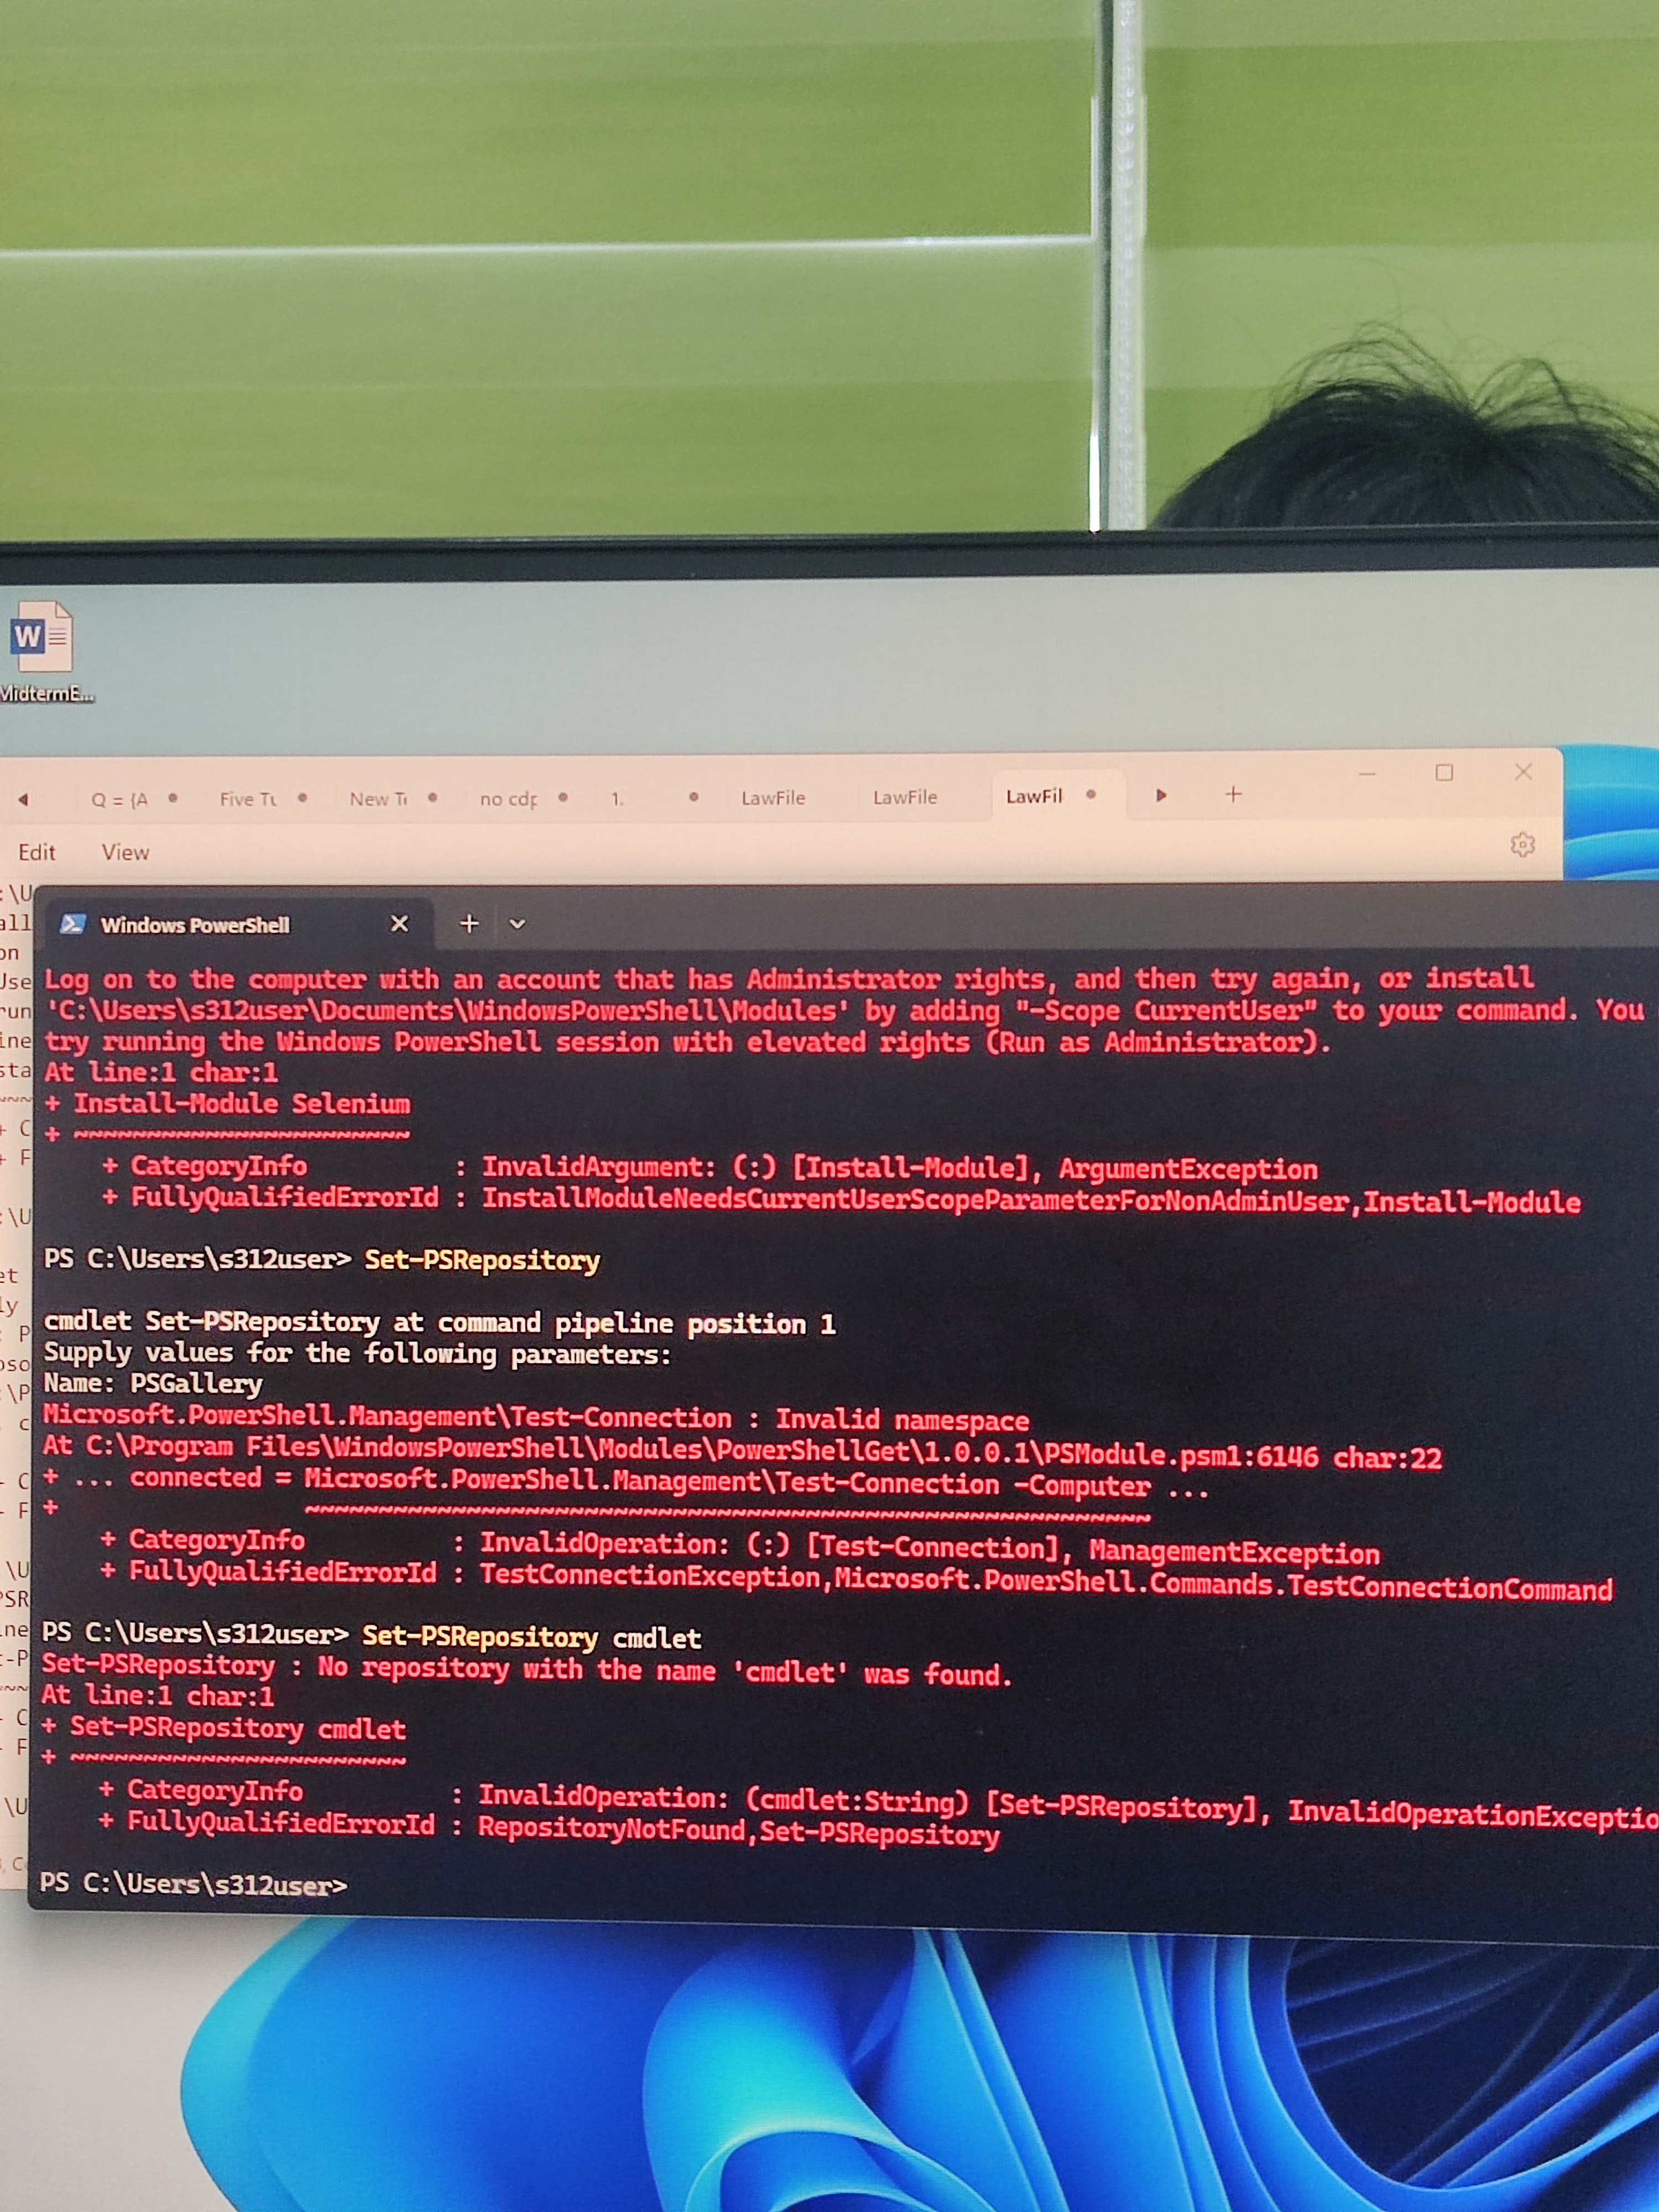 W
MidtermE...
Q = {A
Five Tu
New Ti
no cdp
1.
LawFile
LawFile
LawFil
Edit
View
Windows PowerShell
Log on to the computer with an account that has Administrator rights, and then try again, or install
'C:\Users\s312user\Documents\WindowsPowerShell\Modules' by adding "-Scope CurrentUser" to your command. You
try running the Windows PowerShell session with elevated rights (Run as Administrator).
At line:1 char:1
+ Install-Module Selenium
+ ~~~~~~~~~~~~~~~~~~~~~~~
+ CategoryInfo : InvalidArgument: (:) [Install-Module], ArgumentException
+ FullyQualifiedErrorId : InstallModuleNeedsCurrentUserScopeParameterForNonAdminUser,Install-Module
PS C:\Users\s312user> Set-PSRepository
cmdlet Set-PSRepository at command pipeline position 1
Supply values for the following parameters:
Name: PSGallery
Microsoft.PowerShell.Management\Test-Connection : Invalid namespace
At C:\Program Files\WindowsPowerShell\Modules\PowerShellGet\1.0.0.1\PSModule.psm1:6146 char:22
+ ... connected = Microsoft.PowerShell.Management\Test-Connection -Computer ...
+ ~~~~~~~~~~~~~~~~~~~~~~~~~~~~~~~~~~~~~~~~~~~~~~~~~~~~~~~~~~
+ CategoryInfo : InvalidOperation: (:) [Test-Connection], ManagementException
+ FullyQualifiedErrorId : TestConnectionException,Microsoft.PowerShell.Commands.TestConnectionCommand
PS C:\Users\s312user> Set-PSRepository cmdlet
Set-PSRepository : No repository with the name 'cmdlet' was found.
At line:1 char:1
+ Set-PSRepository cmdlet
+ ~~~~~~~~~~~~~~~~~~~~~~~
+ CategoryInfo : InvalidOperation: (cmdlet:String) [Set-PSRepository], InvalidOperationExceptio
+ FullyQualifiedErrorId : RepositoryNotFound,Set-PSRepository
PS C:\Users\s312user>